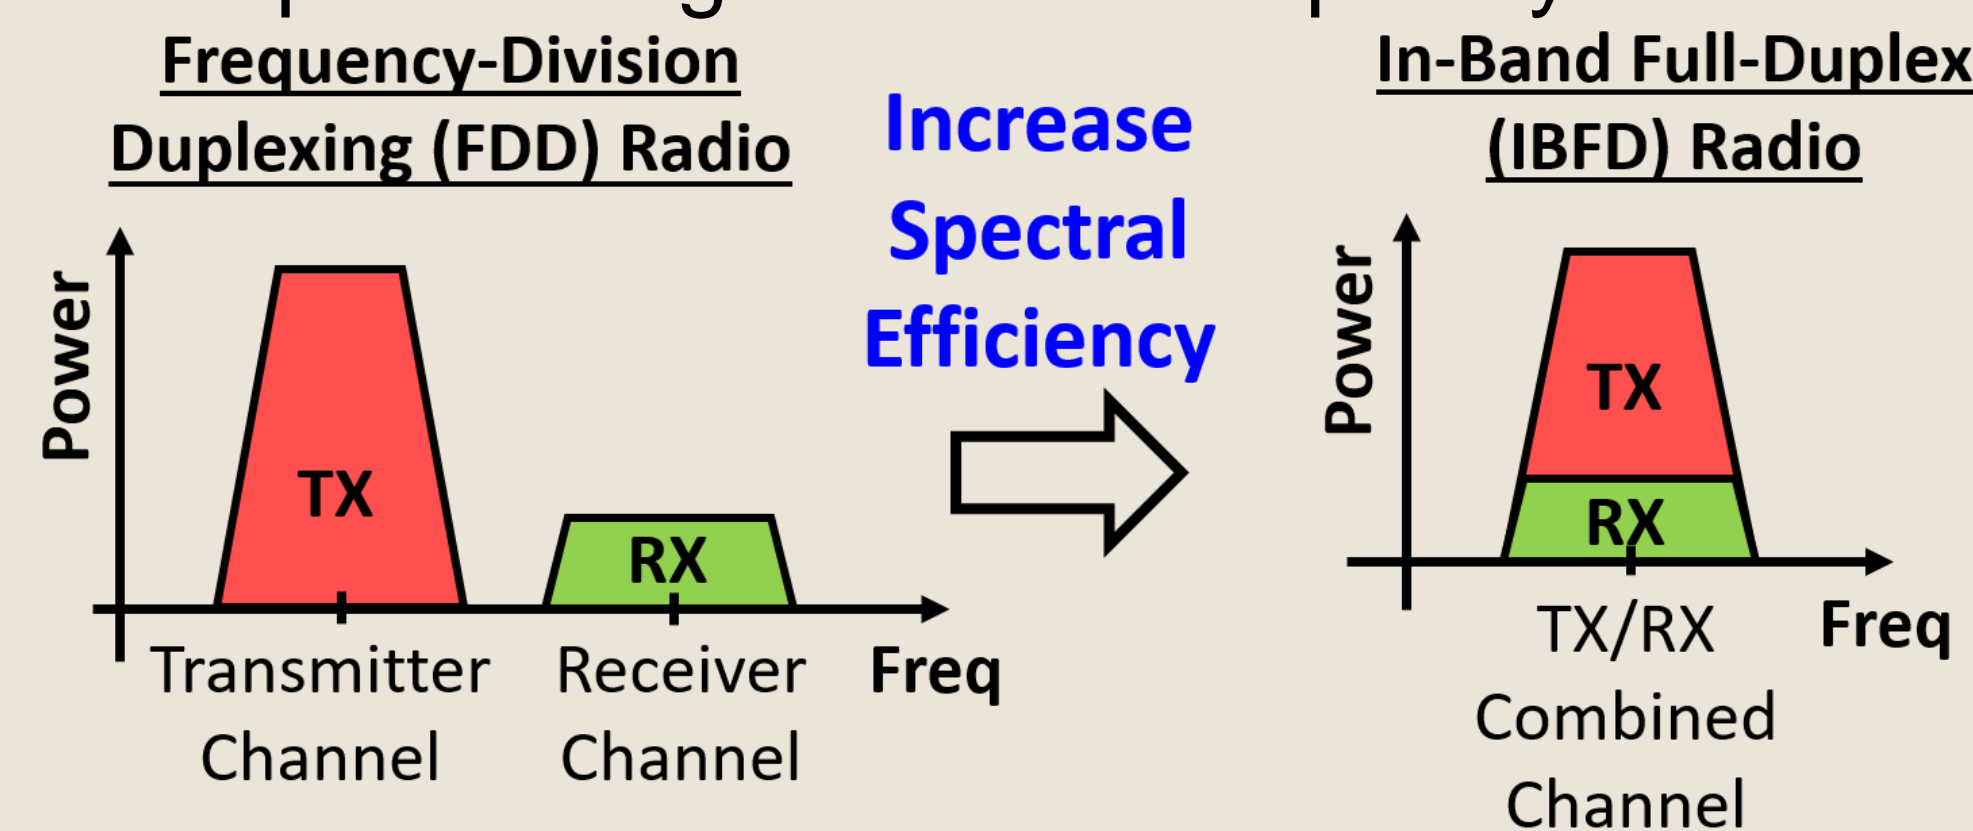 Frequency-Division
Duplexing (FDD) Radio
Power
TX
RX
Transmitter
Channel
Receiver
Channel
Freq
Increase
Spectral
Efficiency
In-Band Full-Duplex
(IBFD) Radio
Power
TX
RX
TX/RX
Combined
Channel
Freq